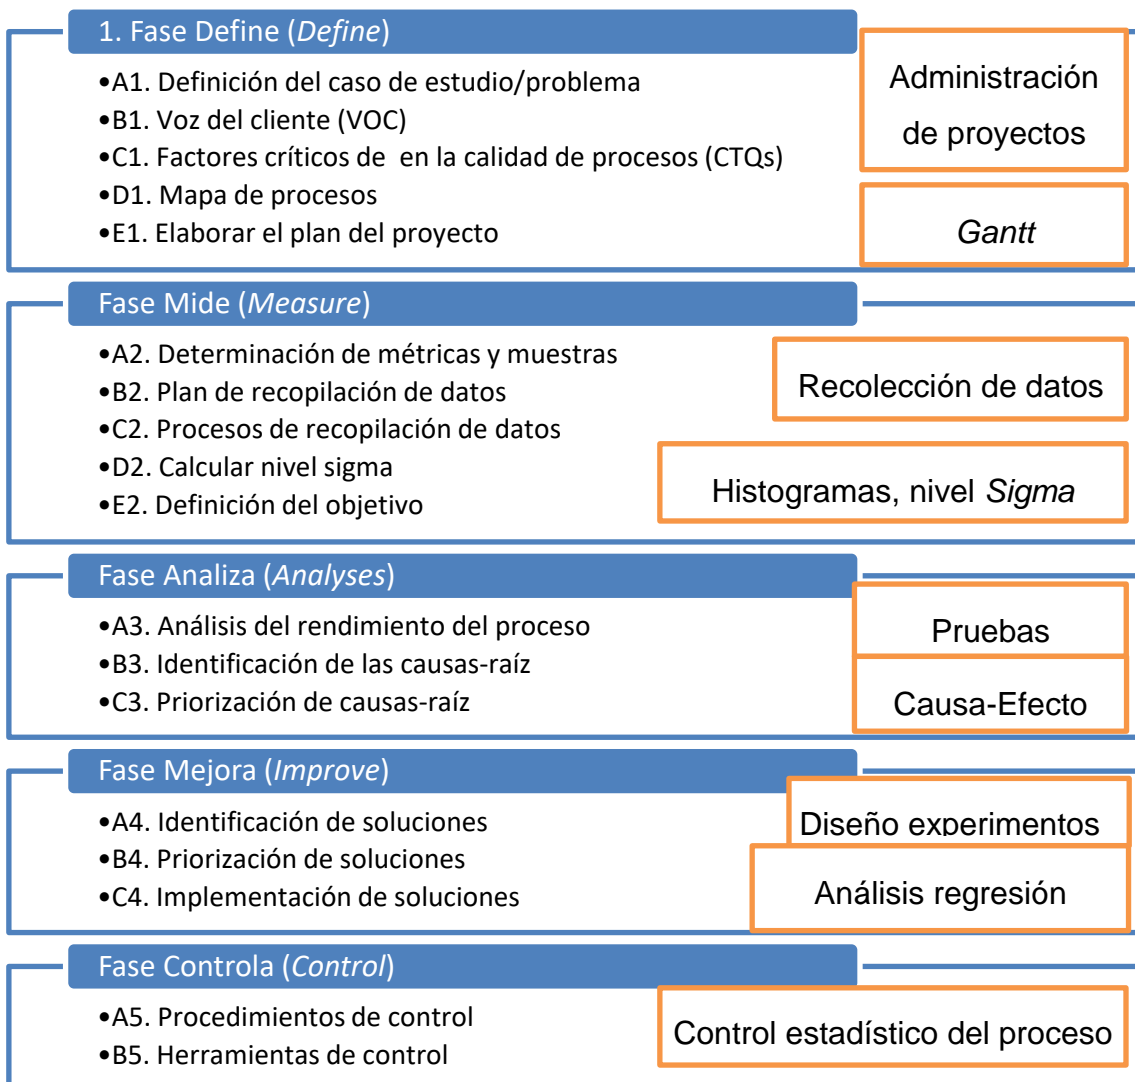 1. Fase Define (Define)
•A1. Definición del caso de estudio/problema
•B1. Voz del cliente (VOC)
•C1. Factores críticos de en la calidad de procesos (CTQs)
•D1. Mapa de procesos
•E1. Elaborar el plan del proyecto
Administración
de proyectos
Gantt
Fase Mide (Measure)
•A2. Determinación de métricas y muestras
•B2. Plan de recopilación de datos
•C2. Procesos de recopilación de datos
•D2. Calcular nivel sigma
•E2. Definición del objetivo
Recolección de datos
Histogramas, nivel Sigma
Fase Analiza (Analyses)
•A3. Análisis del rendimiento del proceso
•B3. Identificación de las causas-raíz
•C3. Priorización de causas-raíz
Pruebas
Causa-Efecto
Fase Mejora (Improve)
•A4. Identificación de soluciones
•B4. Priorización de soluciones
•C4. Implementación de soluciones
Diseño experimentos
Análisis regresión
Fase Controla (Control)
•A5. Procedimientos de control
•B5. Herramientas de control
Control estadístico del proceso